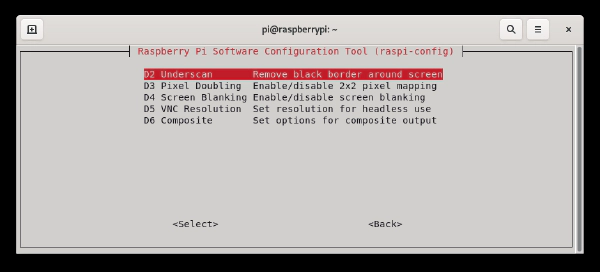 pi@raspberrypi: ~
Raspberry Pi Software Configuration Tool (raspi-config)
D2 Underscan Remove black border around screen
D3 Pixel Doubling Enable/disable 2x2 pixel mapping
D4 Screen Blanking Enable/disable screen blanking
D5 VNC Resolution Set resolution for headless use
D6 Composite Set options for composite output
<Select> <Back>